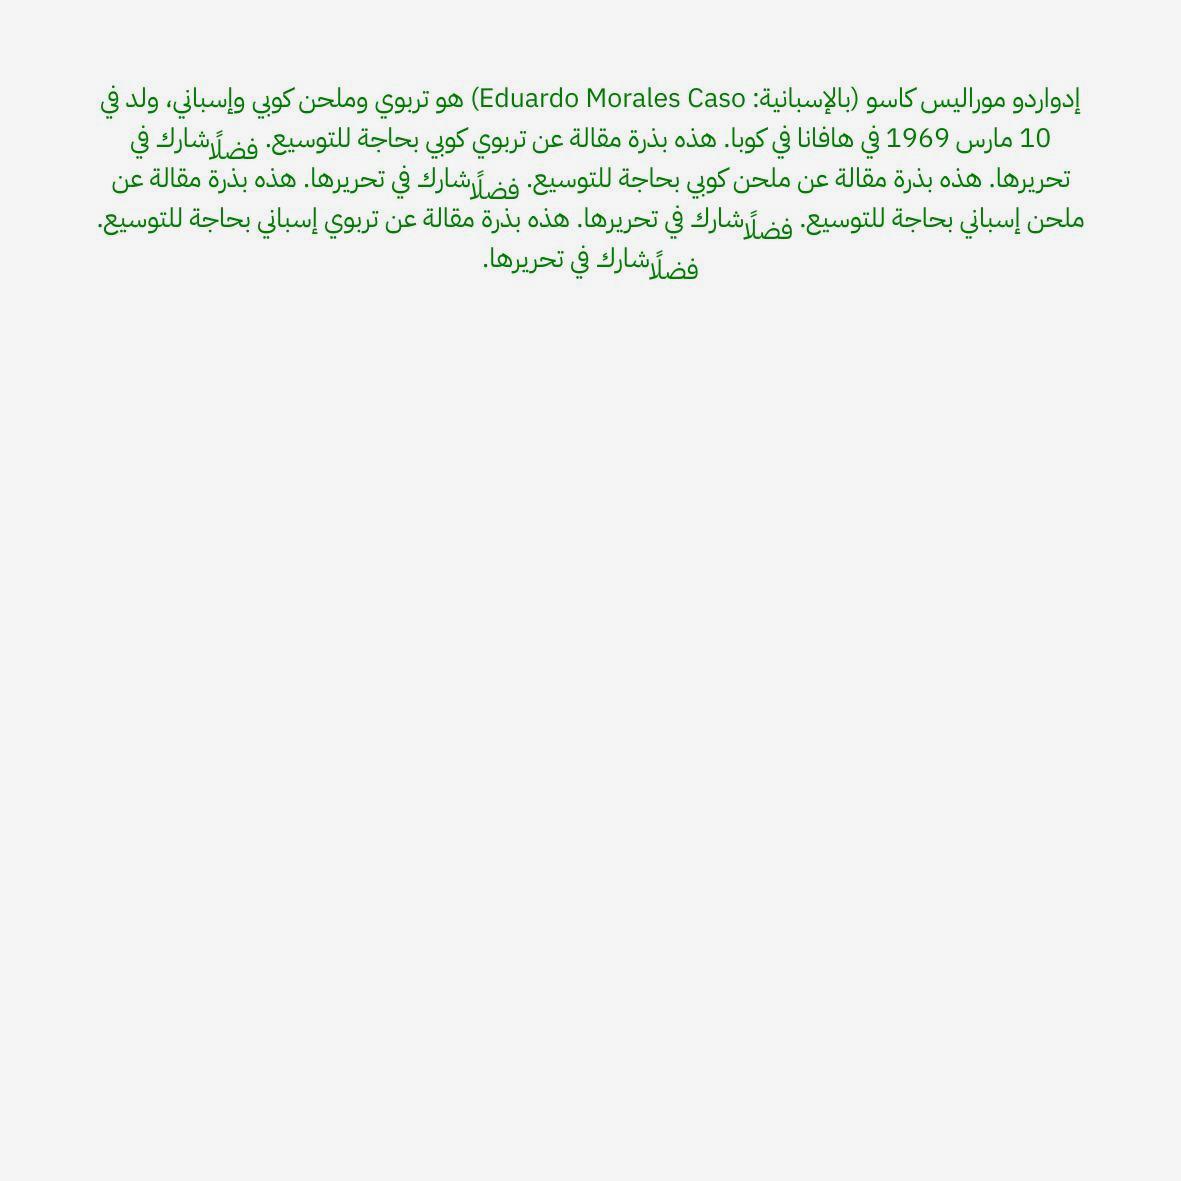 إدواردو موراليس كاسو (بالإسبانية: Eduardo Morales Caso) هو تربوي وملحن كوبي وإسباني، ولد في
10 مارس 1969 في هافانا في كوبا. هذه بذرة مقالة عن تربوي كوبي بحاجة للتوسيع. فضلًا شارك في
تحريرها. هذه بذرة مقالة عن ملحن كوبي بحاجة للتوسيع. فضلًا شارك في تحريرها. هذه بذرة مقالة عن
ملحن إسباني بحاجة للتوسيع. فضلًا شارك في تحريرها. هذه بذرة مقالة عن تربوي إسباني بحاجة للتوسيع.
فضلًا شارك في تحريرها.